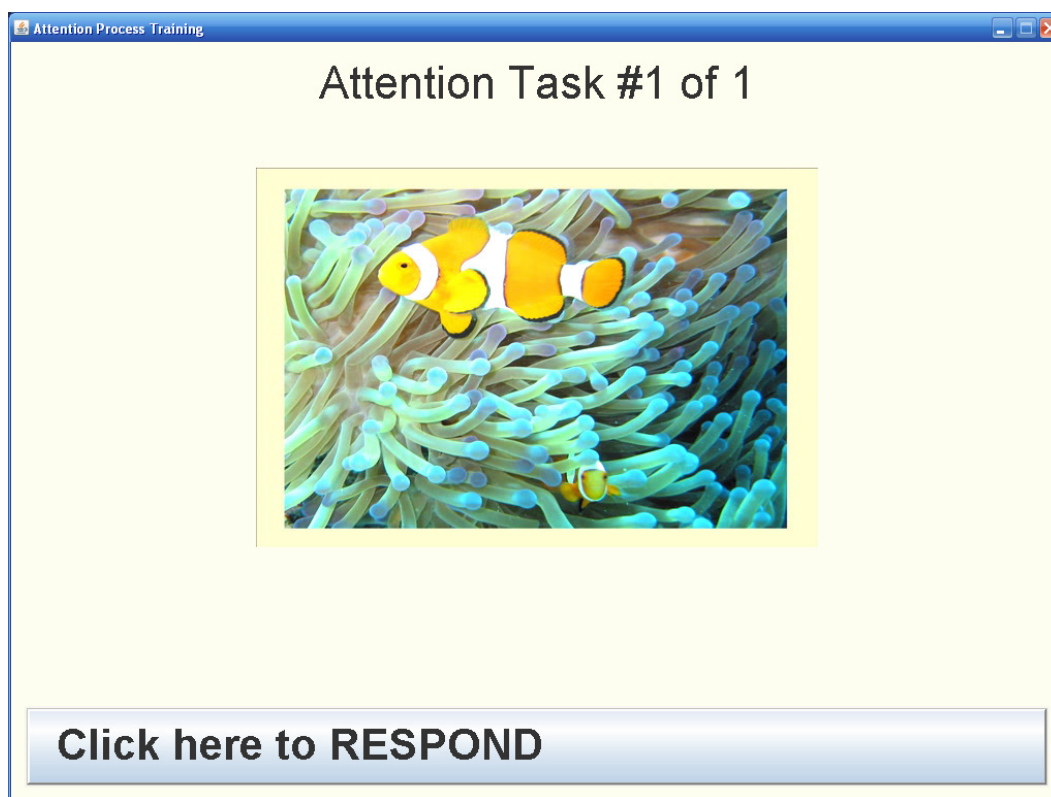 Attention Process Training
Attention Task #1 of 1
Click here to RESPOND